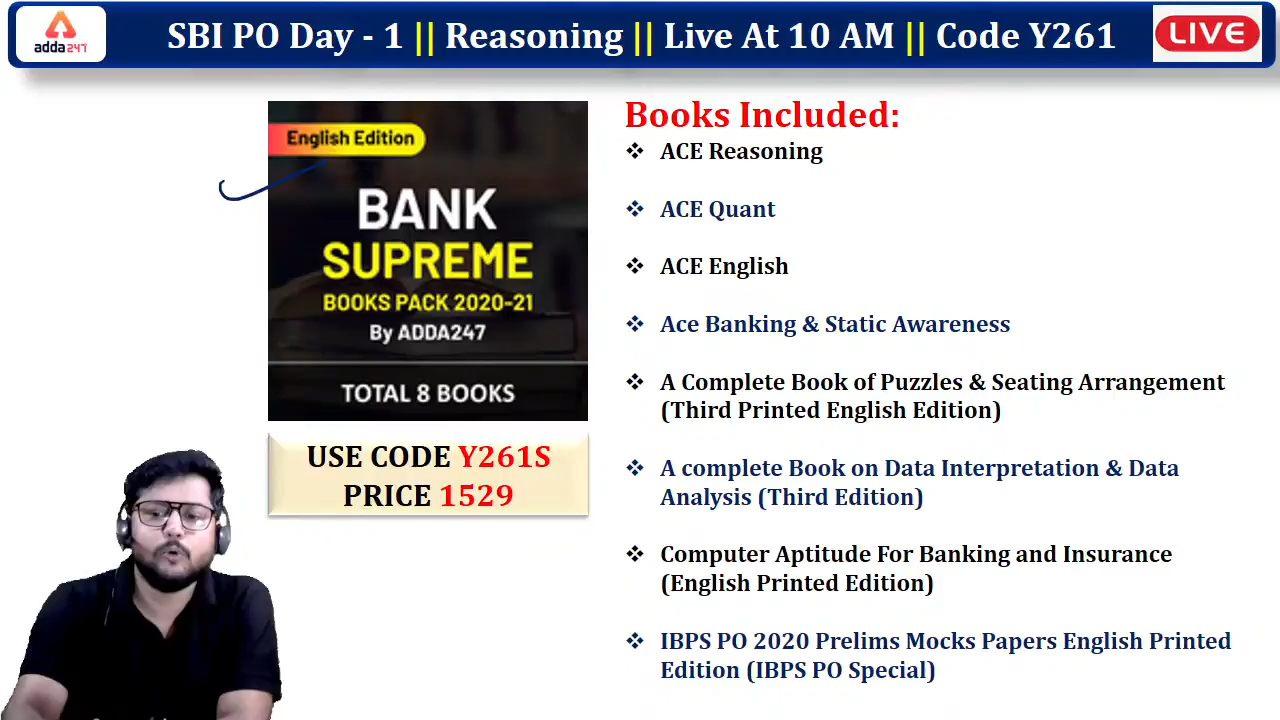 adda247
SBI PO Day - 1 || Reasoning || Live At 10 AM || Code Y261
LIVE
English Edition
BANK
SUPREME
BOOKS PACK 2020-21
By ADDA247
TOTAL 8 BOOKS
USE CODE Y261S
PRICE 1529
Books Included:
❖ ACE Reasoning
❖ ACE Quant
❖ ACE English
❖ Ace Banking & Static Awareness
❖ A Complete Book of Puzzles & Seating Arrangement
(Third Printed English Edition)
❖ A complete Book on Data Interpretation & Data
Analysis (Third Edition)
❖ Computer Aptitude For Banking and Insurance
(English Printed Edition)
❖ IBPS PO 2020 Prelims Mocks Papers English Printed
Edition (IBPS PO Special)